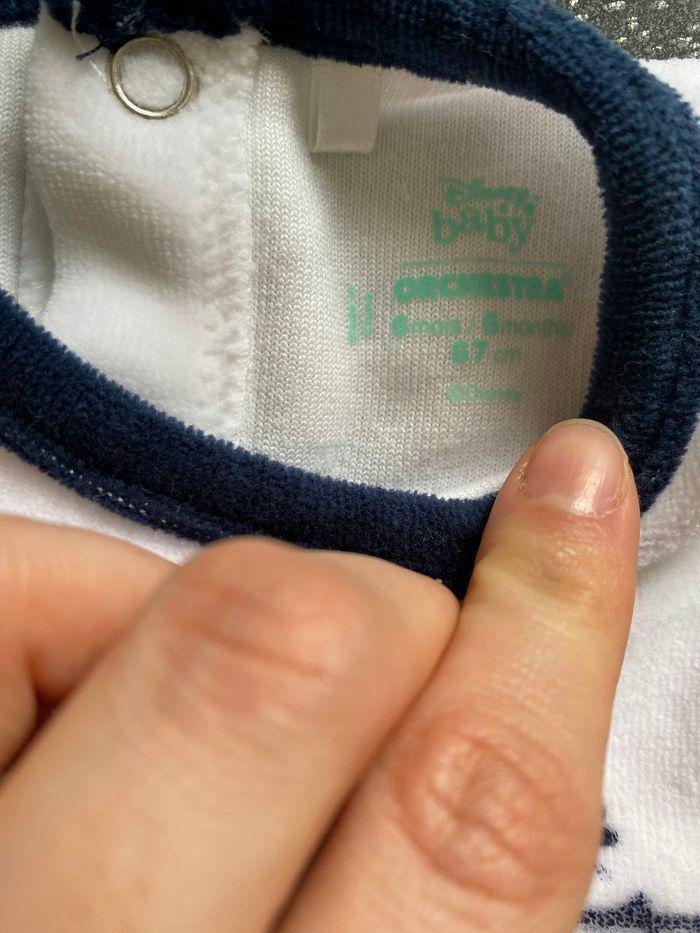 Disney
baby
ORCHESTRA
6 mois / 6 months
67 cm
©Disney